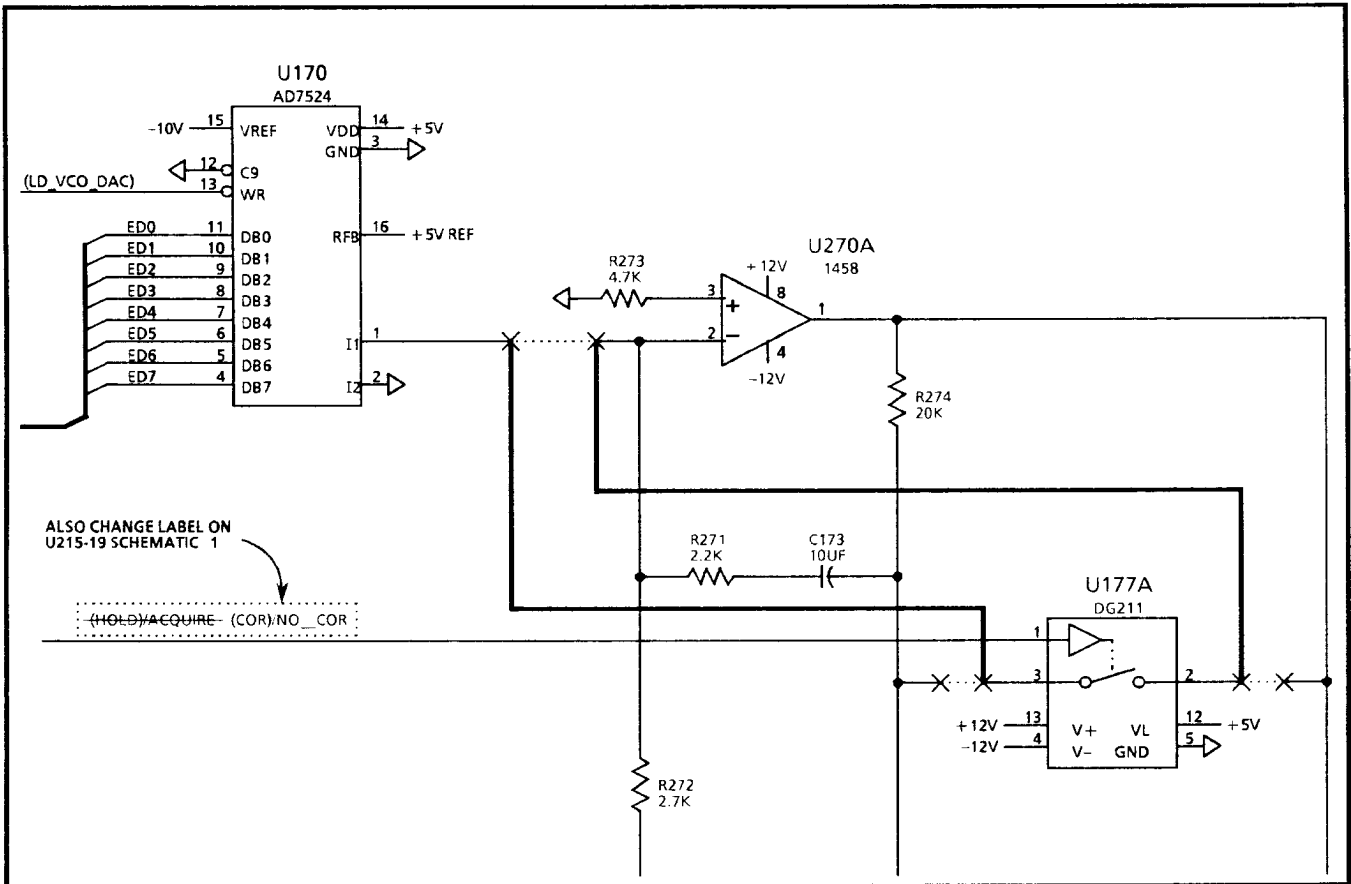 U170
AD7524
-10V 15 VREF VDD 14 +5V
GND 3
12 C9
(LD_VCO_DAC) 13 WR
ED0 11 DB0 RFB 16 +5V REF
ED1 10 DB1
ED2 9 DB2
ED3 8 DB3
ED4 7 DB4
ED5 6 DB5 I1 1
ED6 5 DB6
ED7 4 DB7 I2 2
U270A
1458
R273
4.7K
+12V
3 + 8
1
2 −
4
-12V
R274
20K
ALSO CHANGE LABEL ON
U215-19 SCHEMATIC 1
(HOLD)/ACQUIRE (COR)/NO__COR
R271
2.2K
C173
10UF
U177A
DG211
1
3 2
+12V 13 V+ VL 12 +5V
-12V 4 V- GND 5
R272
2.7K